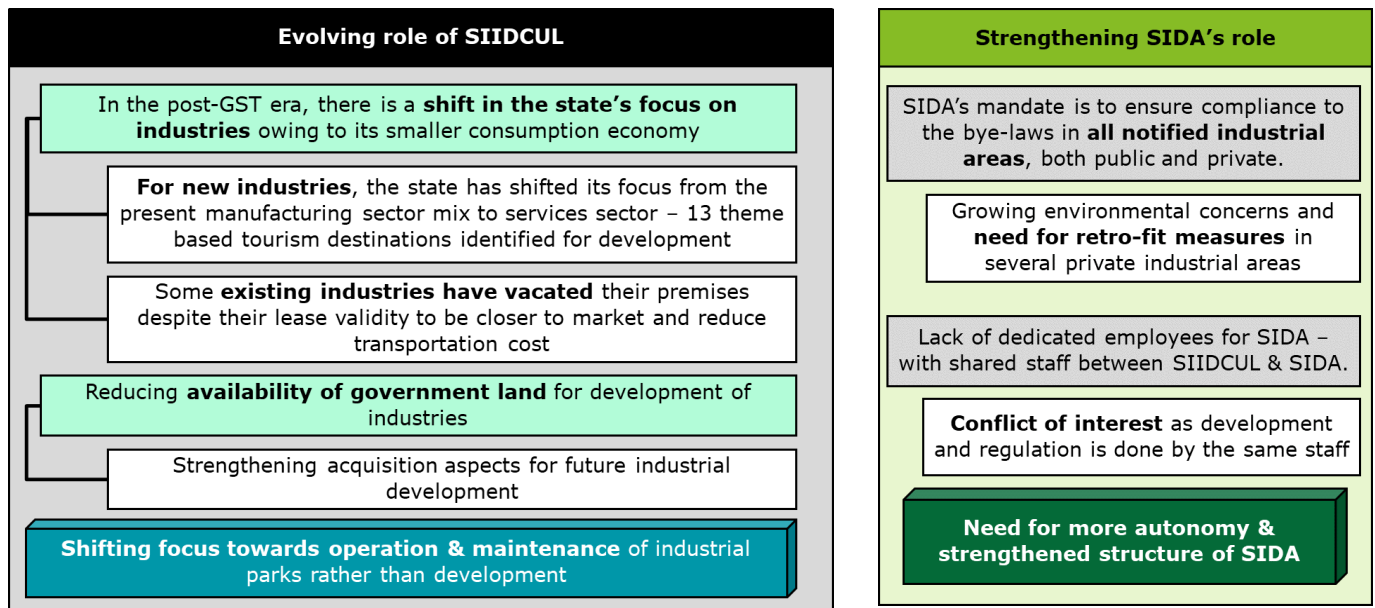 Evolving role of SIIDCUL
In the post-GST era, there is a shift in the state's focus on
industries owing to its smaller consumption economy
For new industries, the state has shifted its focus from the
present manufacturing sector mix to services sector – 13 theme
based tourism destinations identified for development
Some existing industries have vacated their premises
despite their lease validity to be closer to market and reduce
transportation cost
Reducing availability of government land for development of
industries
Strengthening acquisition aspects for future industrial
development
Shifting focus towards operation & maintenance of industrial
parks rather than development
Strengthening SIDA's role
SIDA's mandate is to ensure compliance to
the bye-laws in all notified industrial
areas, both public and private.
Growing environmental concerns and
need for retro-fit measures in
several private industrial areas
Lack of dedicated employees for SIDA –
with shared staff between SIIDCUL & SIDA.
Conflict of interest as development
and regulation is done by the same staff
Need for more autonomy &
strengthened structure of SIDA